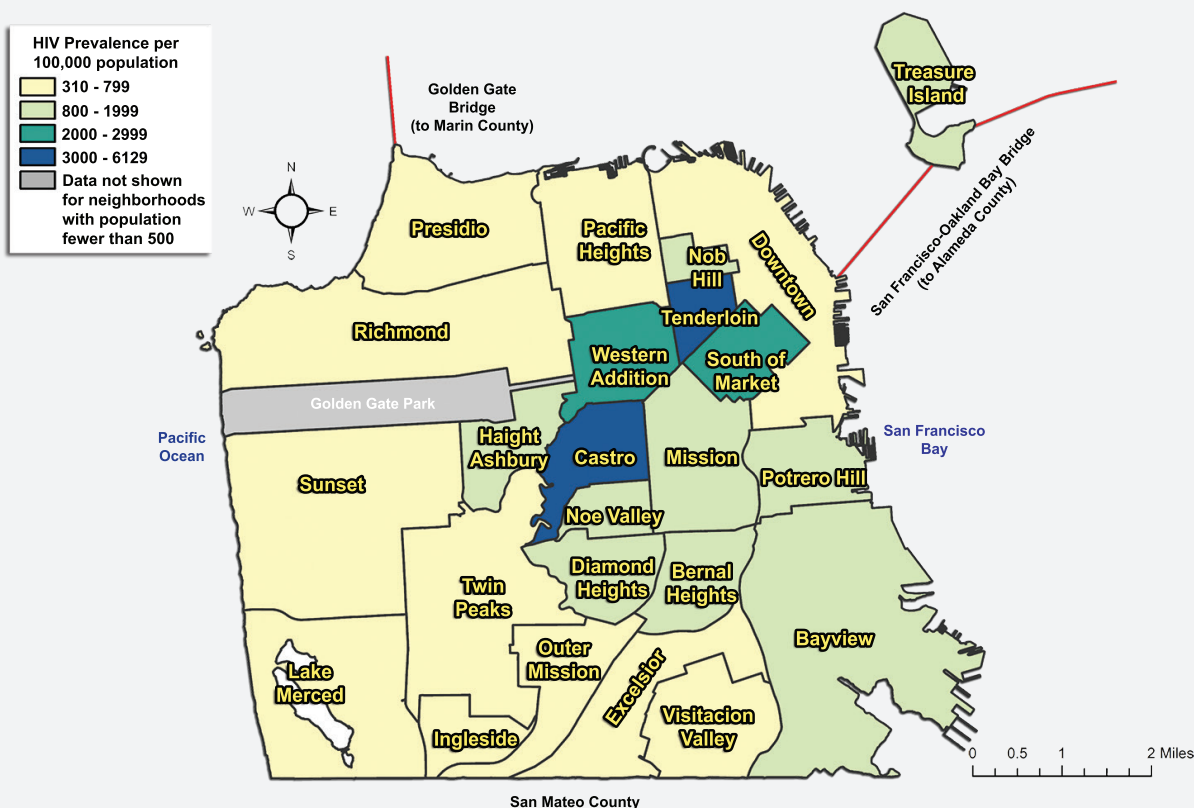 HIV Prevalence per
100,000 population
310 - 799
800 - 1999
2000 - 2999
3000 - 6129
Data not shown
for neighborhoods
with population
fewer than 500
N
W
E
S
Golden Gate
Bridge
(to Marin County)
Treasure
Island
San Francisco-Oakland Bay Bridge
(to Alameda County)
Presidio
Pacific
Heights
Nob
Hill
Downtown
Richmond
Tenderloin
Western
Addition
South of
Market
Golden Gate Park
Pacific
Ocean
San Francisco
Bay
Haight
Ashbury
Castro
Mission
Potrero Hill
Sunset
Noe Valley
Twin
Peaks
Diamond
Heights
Bernal
Heights
Bayview
Outer
Mission
Lake
Merced
Excelsior
Visitacion
Valley
Ingleside
0 0.5 1 2 Miles
San Mateo County